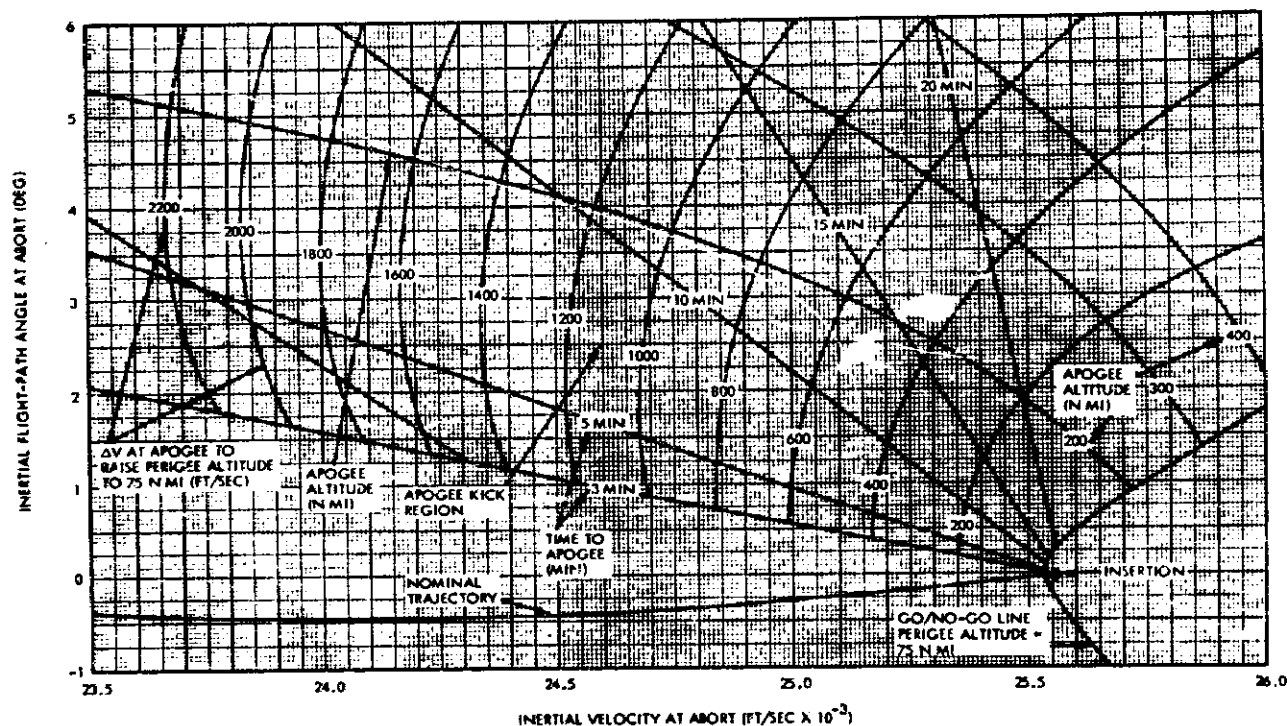 6
5
4
3
2
1
0
-1
INERTIAL FLIGHT-PATH ANGLE AT ABORT (DEG)
20 MIN
2200
2000
1800
1600
1400
1200
1000
800
600
400
200
15 MIN
10 MIN
5 MIN
3 MIN
400
300
200
APOGEE
ALTITUDE
(N MI)
ΔV AT APOGEE TO
RAISE PERIGEE ALTITUDE
TO 75 N MI (FT/SEC)
APOGEE
ALTITUDE
(N MI)
APOGEE KICK
REGION
TIME TO
APOGEE
(MIN)
NOMINAL
TRAJECTORY
INSERTION
GO/NO-GO LINE
PERIGEE ALTITUDE =
75 N MI
23.5
24.0
24.5
25.0
25.5
26.0
INERTIAL VELOCITY AT ABORT (FT/SEC X 10-3)